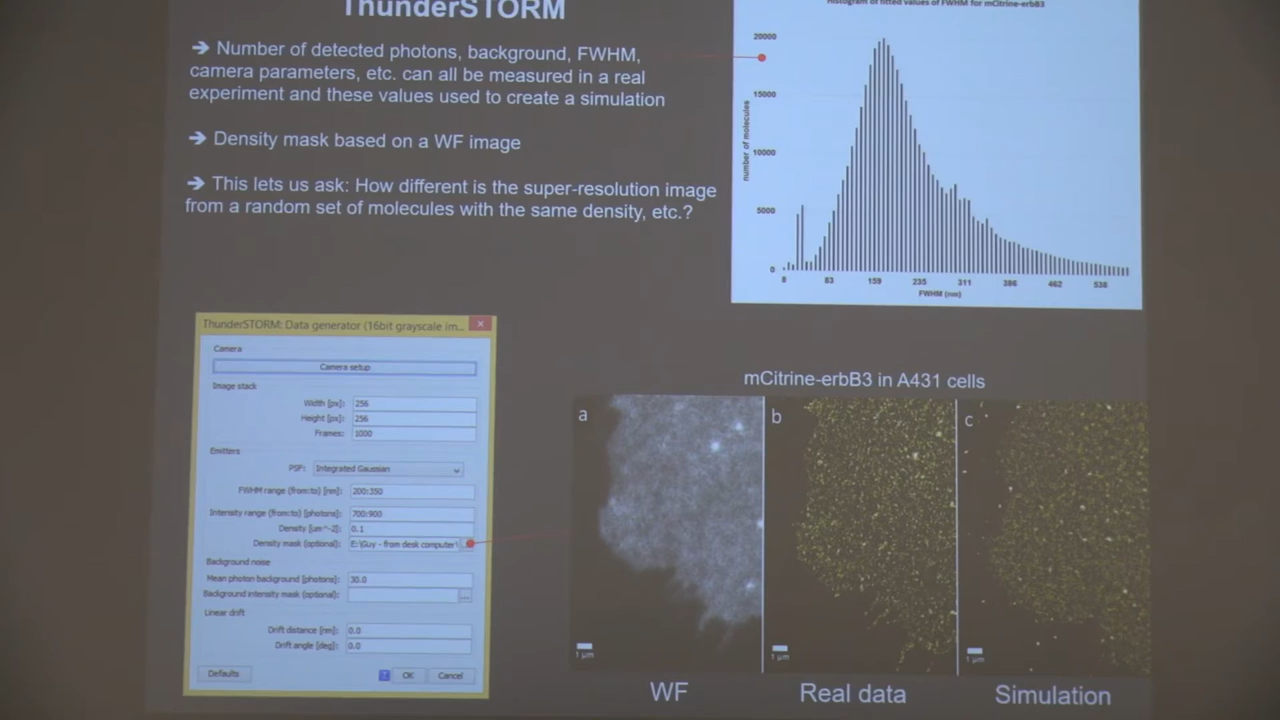 ThunderSTORM
➔ Number of detected photons, background, FWHM,
camera parameters, etc. can all be measured in a real
experiment and these values used to create a simulation
➔ Density mask based on a WF image
➔ This lets us ask: How different is the super-resolution image
from a random set of molecules with the same density, etc.?
Histogram of fitted values of FWHM for mCitrine-erbB3
number of molecules
20000
15000
10000
5000
0
8 83 159 235 311 386 462 538
FWHM (nm)
ThunderSTORM: Data generator (16bit grayscale im...
Camera
Camera setup
Image stack
Width [px]: 256
Height [px]: 256
Frames: 1000
Emitters
PSF: Integrated Gaussian
FWHM range (from:to) [nm]: 200:350
Intensity range (from:to) [photons]: 700:900
Density [um^-2]: 0.1
Density mask (optional): E:\Guy - from desk computer\
Background noise
Mean photon background [photons]: 30.0
Background intensity mask (optional): ...
Linear drift
Drift distance [nm]: 0.0
Drift angle [deg]: 0.0
Defaults ? OK Cancel
mCitrine-erbB3 in A431 cells
a b c
1 µm 1 µm 1 µm
WF Real data Simulation